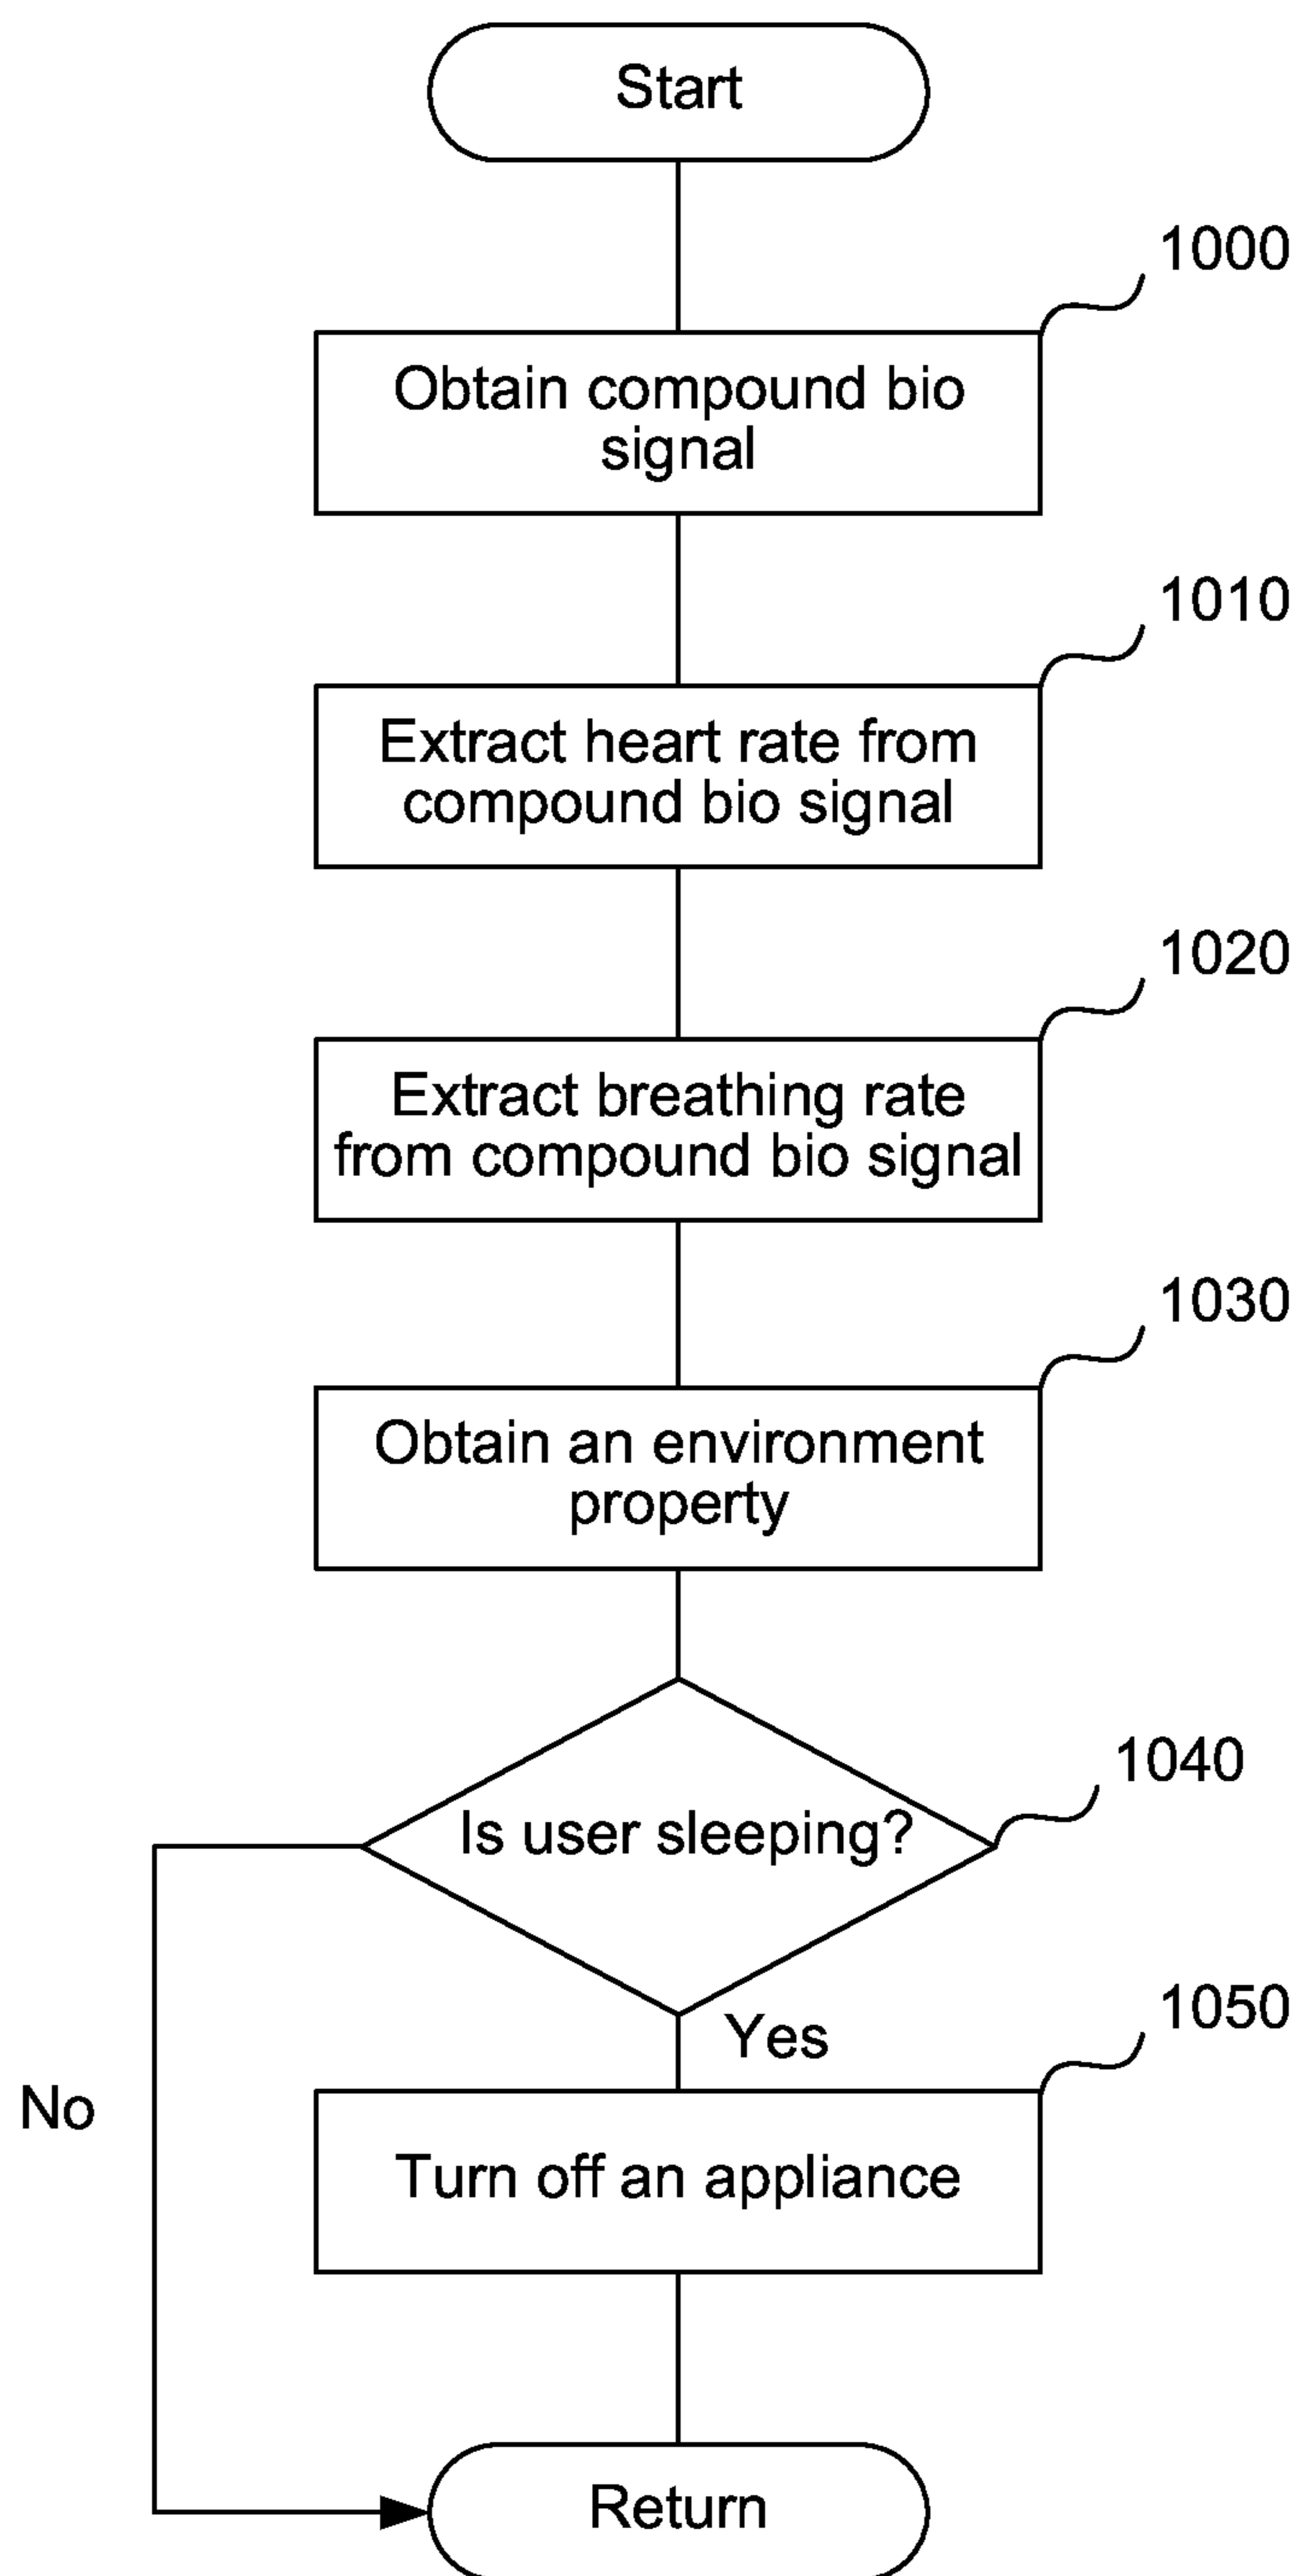 Start
1000
Obtain compound bio
signal
1010
Extract heart rate from
compound bio signal
1020
Extract breathing rate
from compound bio signal
1030
Obtain an environment
property
1040
Is user sleeping?
Yes
1050
No
Turn off an appliance
Return